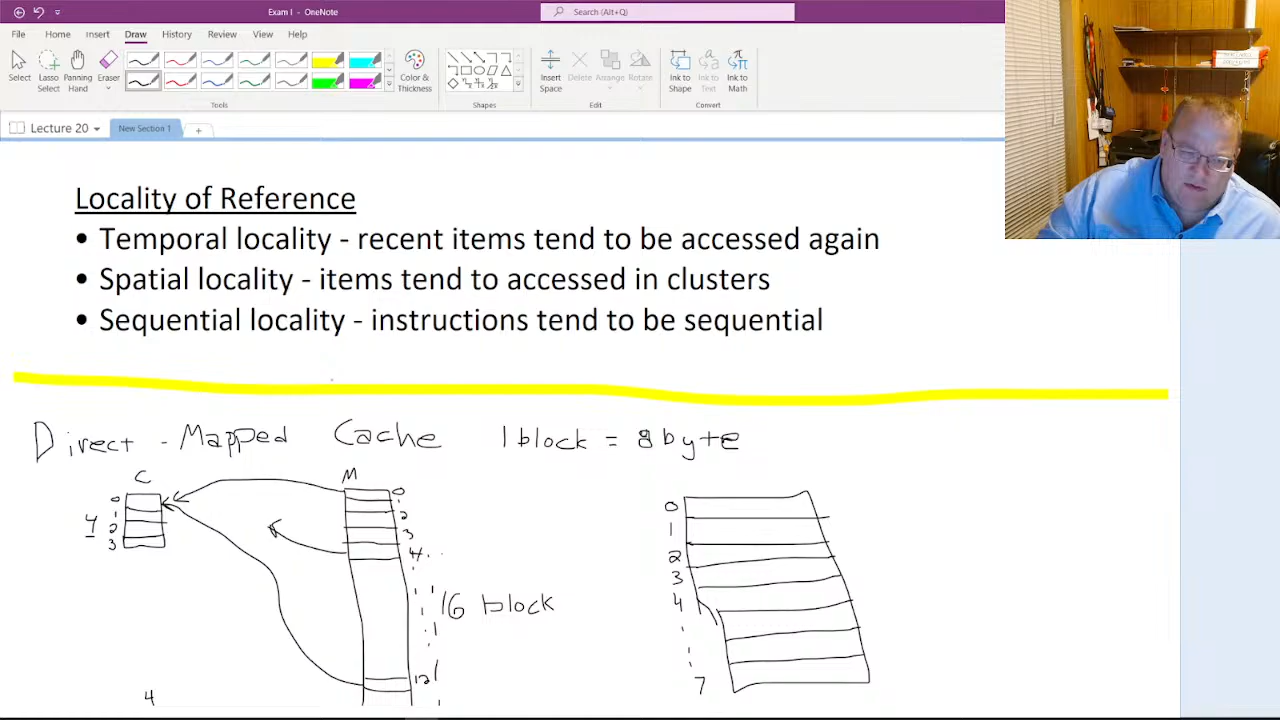 Exam I - OneNote
Search (Alt+Q)
File Home Insert Draw History Review View Help
Select
Lasso Select
Panning Hand
Eraser
Color & Thickness
Insert Space
Delete
Arrange
Rotate
Ink to Shape
Ink to Text
Ink to Math
Tools
Shapes
Edit
Convert
Lecture 20
New Section 1
Locality of Reference
• Temporal locality - recent items tend to be accessed again
• Spatial locality - items tend to accessed in clusters
• Sequential locality - instructions tend to be sequential
Direct - Mapped Cache 1 block = 8 byte
C
0
1
2
3
4
M
0
2
3
4
16 block
12
4
0
1
2
3
4
7